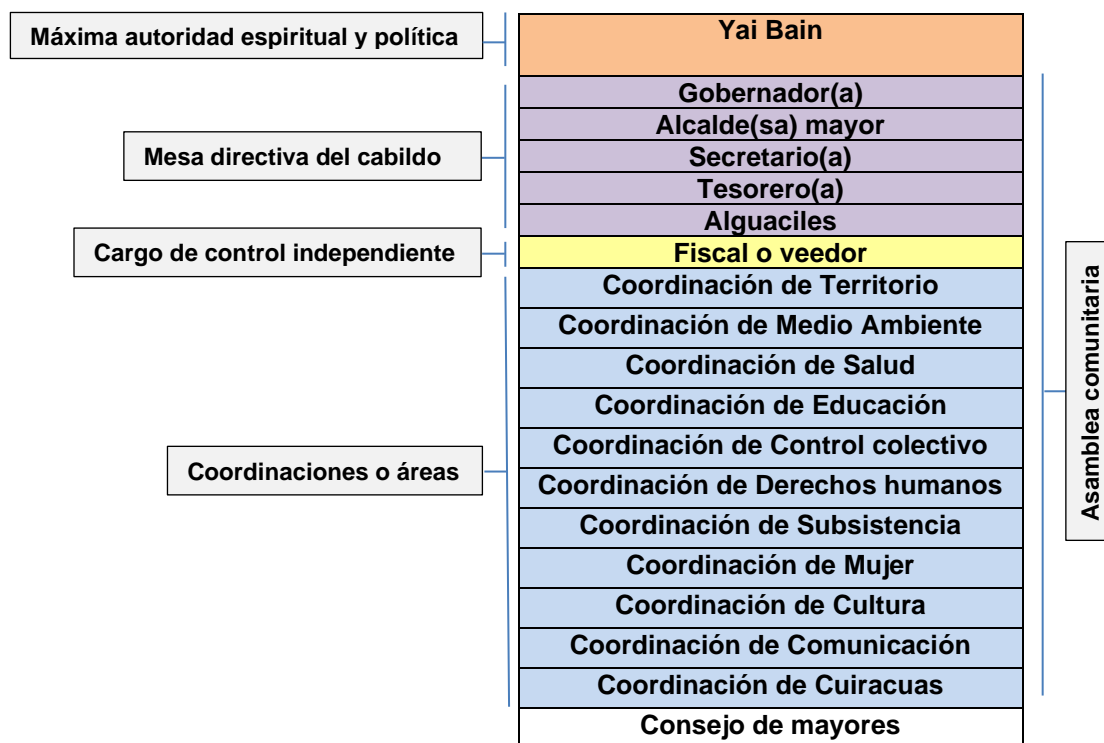 Máxima autoridad espiritual y política
Yai Bain
Mesa directiva del cabildo
Gobernador(a)
Alcalde(sa) mayor
Secretario(a)
Tesorero(a)
Alguaciles
Cargo de control independiente
Fiscal o veedor
Coordinaciones o áreas
Coordinación de Territorio
Coordinación de Medio Ambiente
Coordinación de Salud
Coordinación de Educación
Coordinación de Control colectivo
Coordinación de Derechos humanos
Coordinación de Subsistencia
Coordinación de Mujer
Coordinación de Cultura
Coordinación de Comunicación
Coordinación de Cuiracuas
Consejo de mayores
Asamblea comunitaria